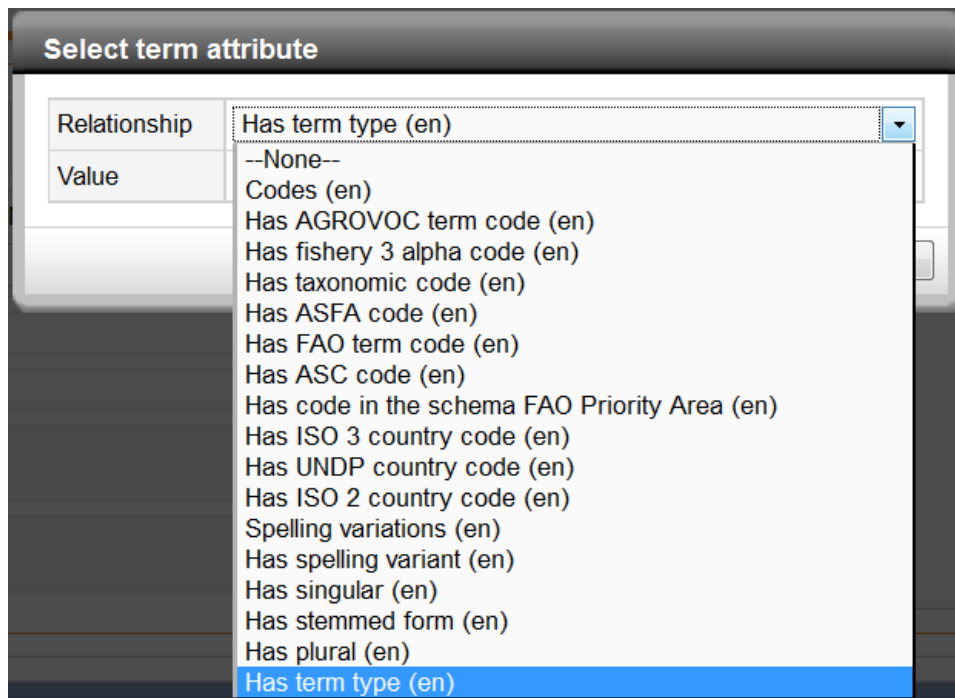 Select term attribute
Relationship
Has term type (en)
Value
--None--
Codes (en)
Has AGROVOC term code (en)
Has fishery 3 alpha code (en)
Has taxonomic code (en)
Has ASFA code (en)
Has FAO term code (en)
Has ASC code (en)
Has code in the schema FAO Priority Area (en)
Has ISO 3 country code (en)
Has UNDP country code (en)
Has ISO 2 country code (en)
Spelling variations (en)
Has spelling variant (en)
Has singular (en)
Has stemmed form (en)
Has plural (en)
Has term type (en)